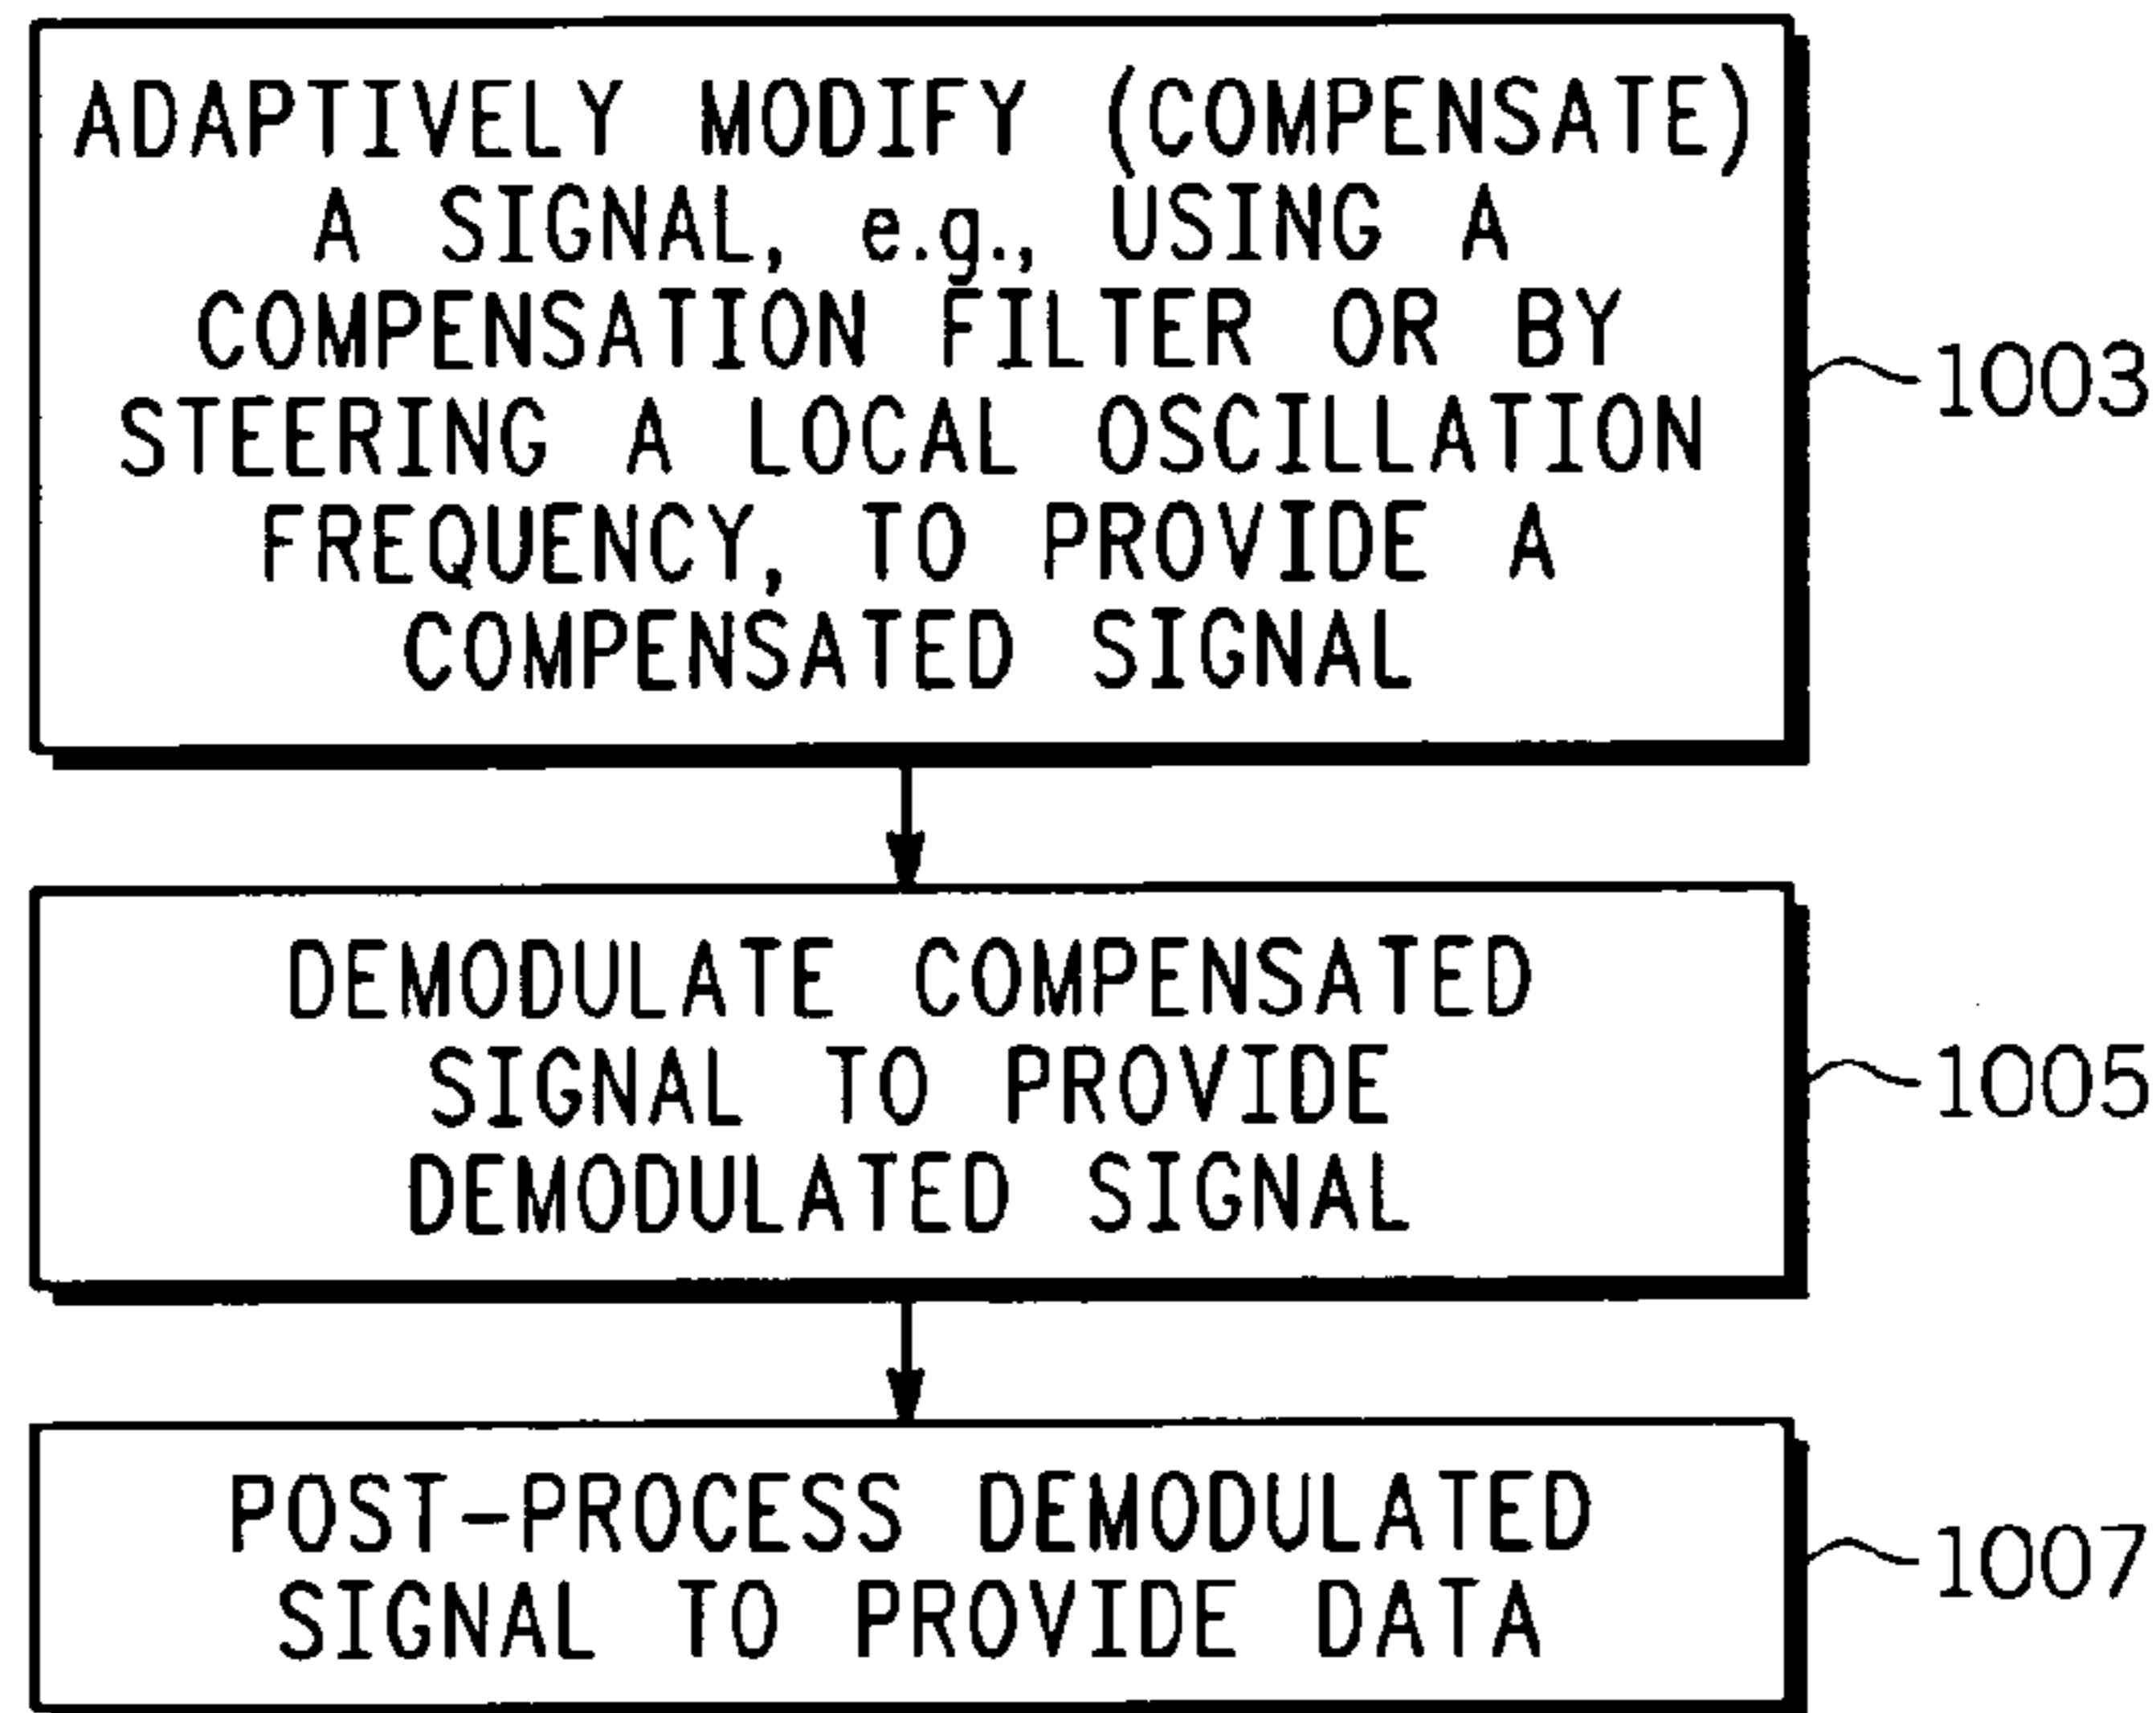 ADAPTIVELY MODIFY (COMPENSATE)
A SIGNAL, e.g., USING A
COMPENSATION FILTER OR BY
STEERING A LOCAL OSCILLATION
FREQUENCY, TO PROVIDE A
COMPENSATED SIGNAL
1003
DEMODULATE COMPENSATED
SIGNAL TO PROVIDE
DEMODULATED SIGNAL
1005
POST-PROCESS DEMODULATED
SIGNAL TO PROVIDE DATA
1007